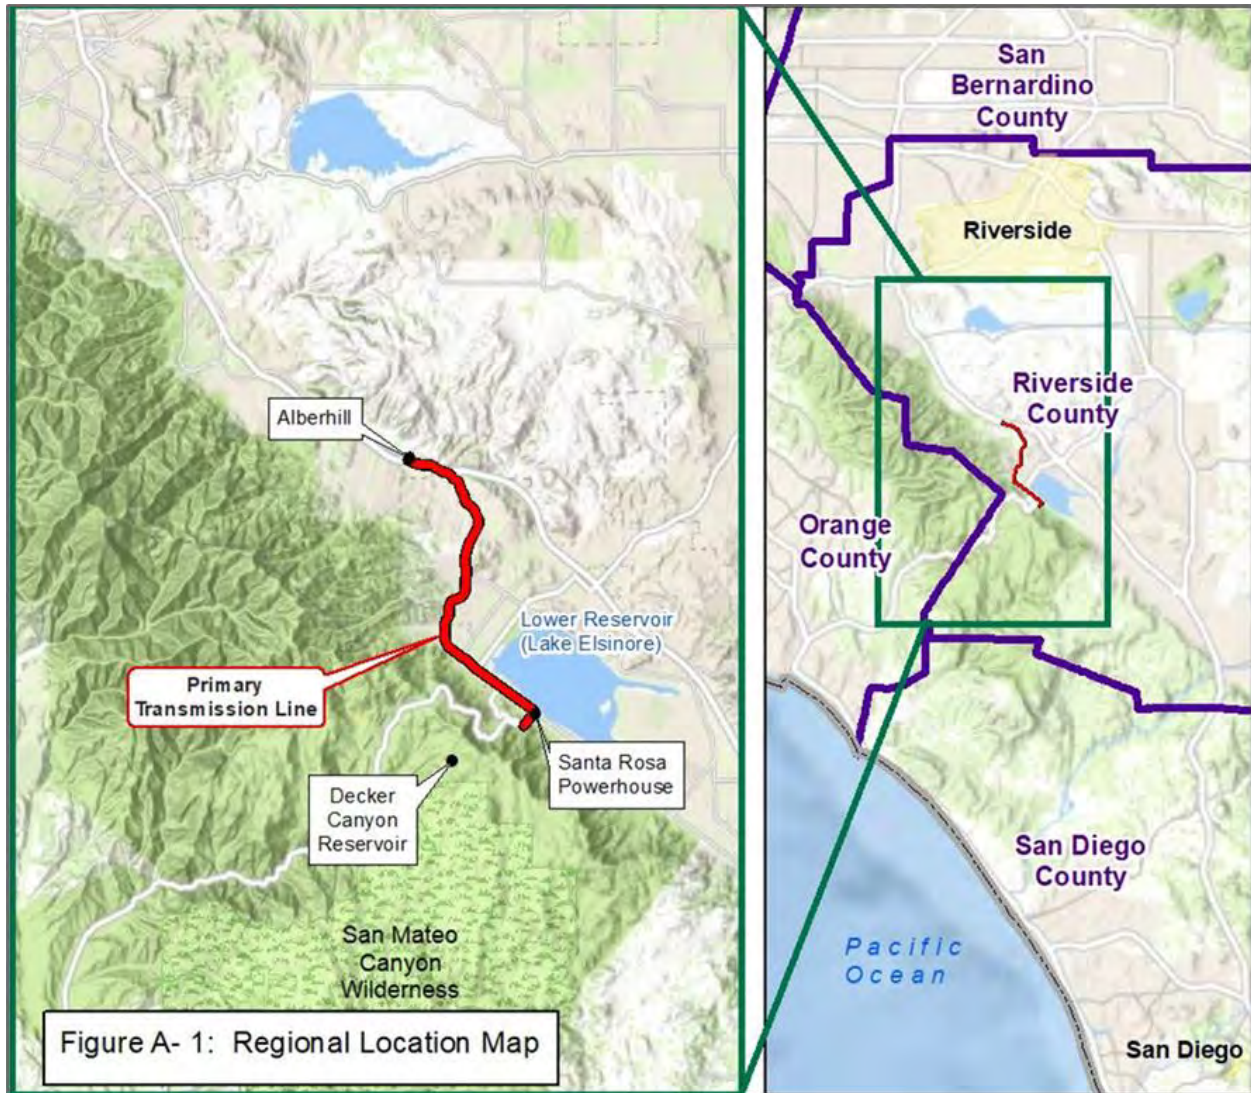 Alberhill
Lower Reservoir
(Lake Elsinore)
Primary
Transmission Line
Santa Rosa
Powerhouse
Decker
Canyon
Reservoir
San Mateo
Canyon
Wilderness
Figure A- 1: Regional Location Map
San
Bernardino
County
Riverside
Riverside
County
Orange
County
San Diego
County
Pacific
Ocean
San Diego